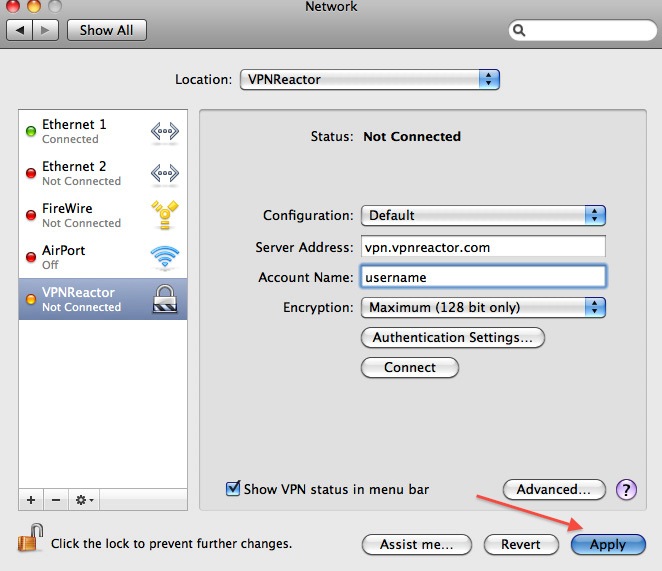 Network
Show All
Location: VPNReactor
Ethernet 1
Connected
Ethernet 2
Not Connected
FireWire
Not Connected
AirPort
Off
VPNReactor
Not Connected
Status: Not Connected
Configuration: Default
Server Address: vpn.vpnreactor.com
Account Name: username
Encryption: Maximum (128 bit only)
Authentication Settings...
Connect
Show VPN status in menu bar
Advanced...
?
Click the lock to prevent further changes.
Assist me...
Revert
Apply